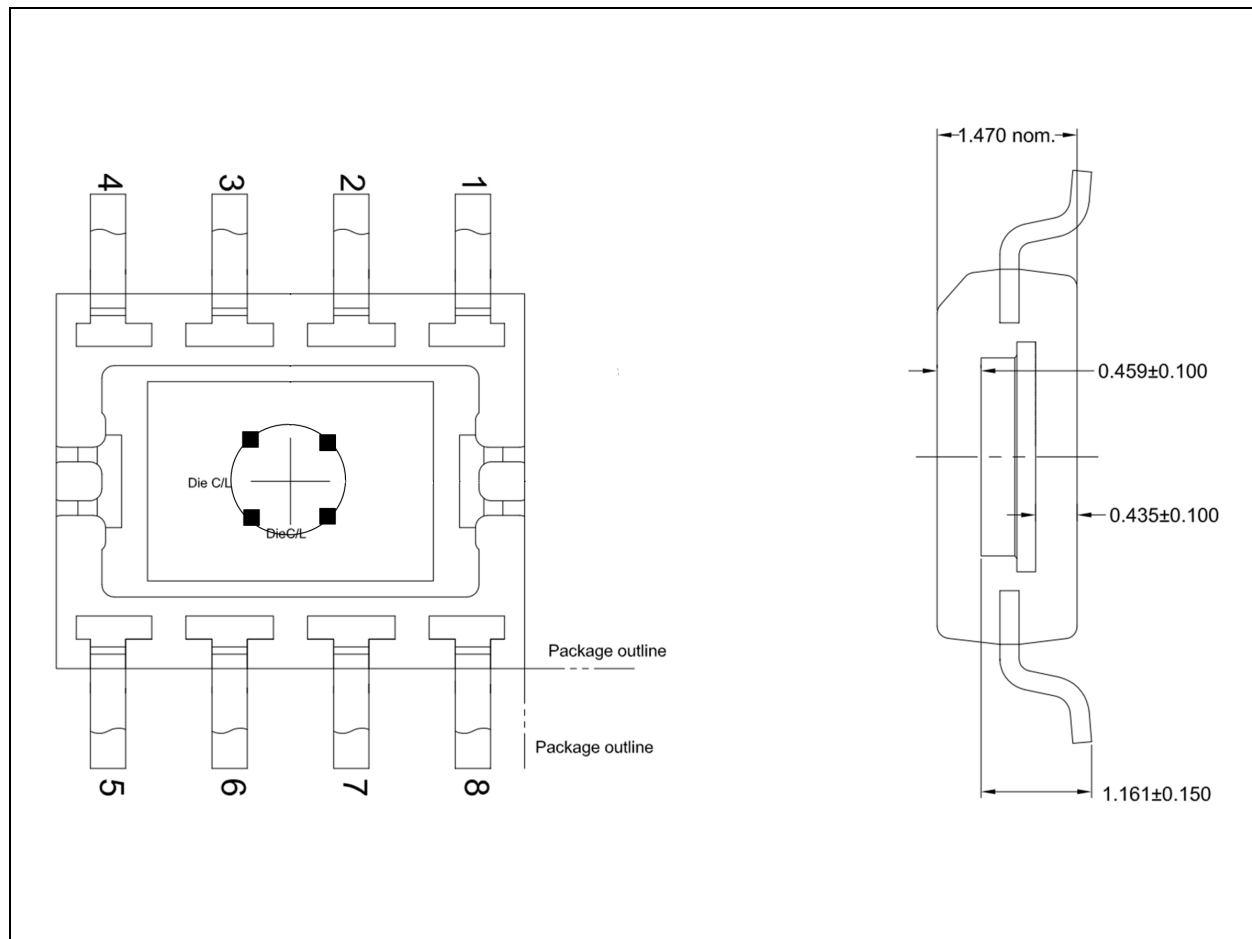 4 3 2 1
Die C/L
DieC/L
Package outline
Package outline
5 6 7 8
1.470 nom.
0.459±0.100
0.435±0.100
1.161±0.150